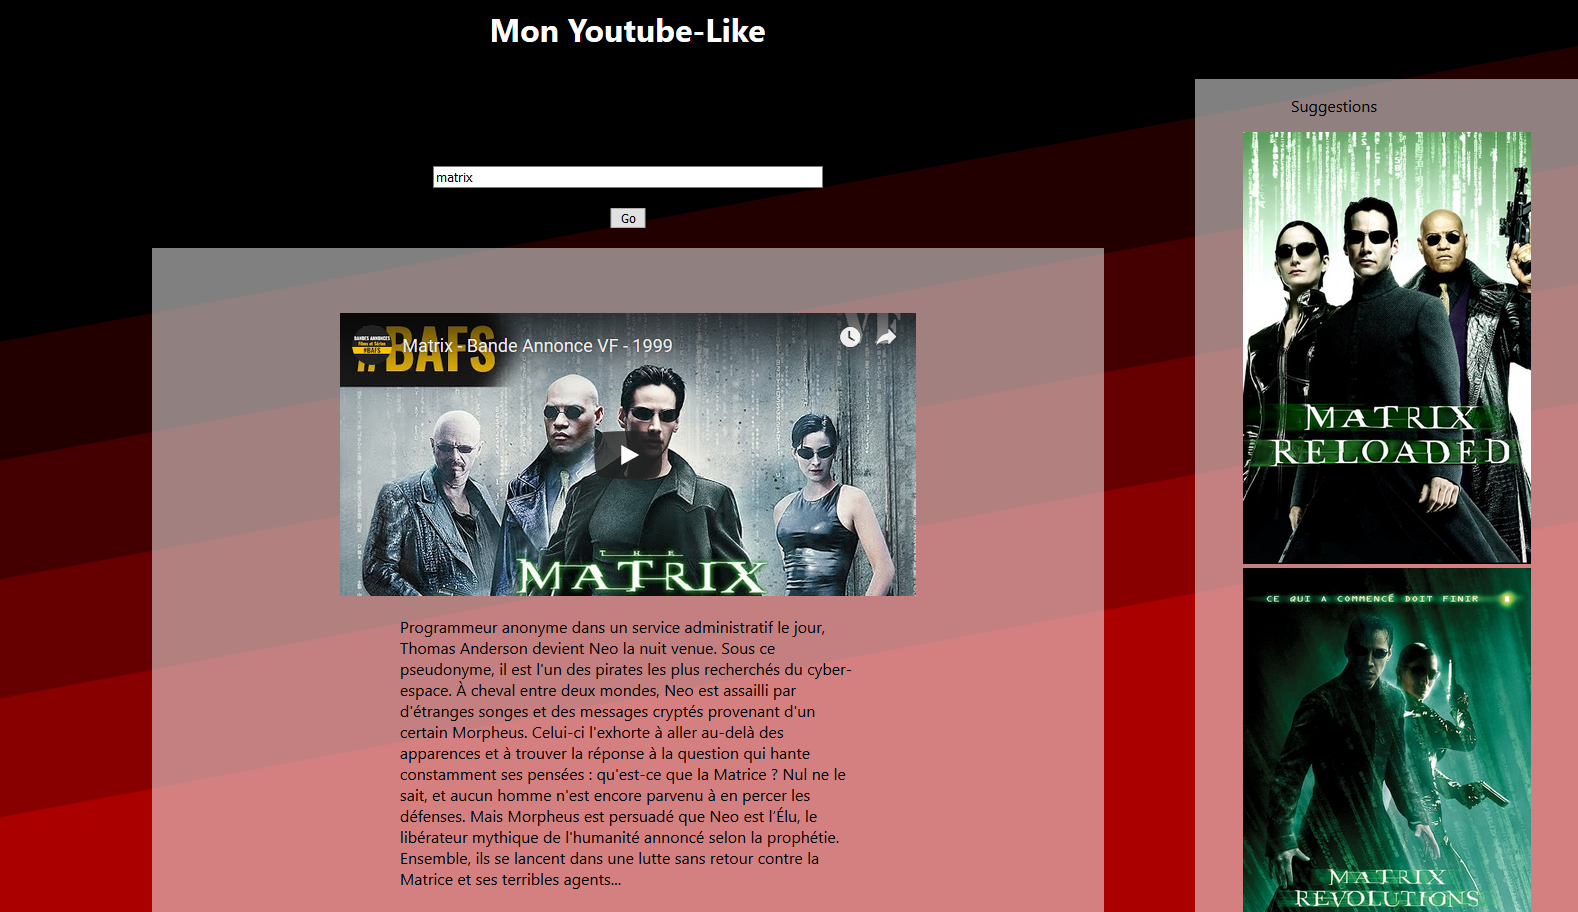 Mon Youtube-Like
matrix
Go
BANDES ANNONCES
Films et Séries
#BAFS
#BAFS
VF
Matrix - Bande Annonce VF - 1999
THE
MATRIX
Programmeur anonyme dans un service administratif le jour,
Thomas Anderson devient Neo la nuit venue. Sous ce
pseudonyme, il est l'un des pirates les plus recherchés du cyber-
espace. À cheval entre deux mondes, Neo est assailli par
d'étranges songes et des messages cryptés provenant d'un
certain Morpheus. Celui-ci l'exhorte à aller au-delà des
apparences et à trouver la réponse à la question qui hante
constamment ses pensées : qu'est-ce que la Matrice ? Nul ne le
sait, et aucun homme n'est encore parvenu à en percer les
défenses. Mais Morpheus est persuadé que Neo est l’Élu, le
libérateur mythique de l'humanité annoncé selon la prophétie.
Ensemble, ils se lancent dans une lutte sans retour contre la
Matrice et ses terribles agents...
Suggestions
MATRIX
RELOADED
CE QUI A COMMENCÉ DOIT FINIR
MATRIX
REVOLUTIONS